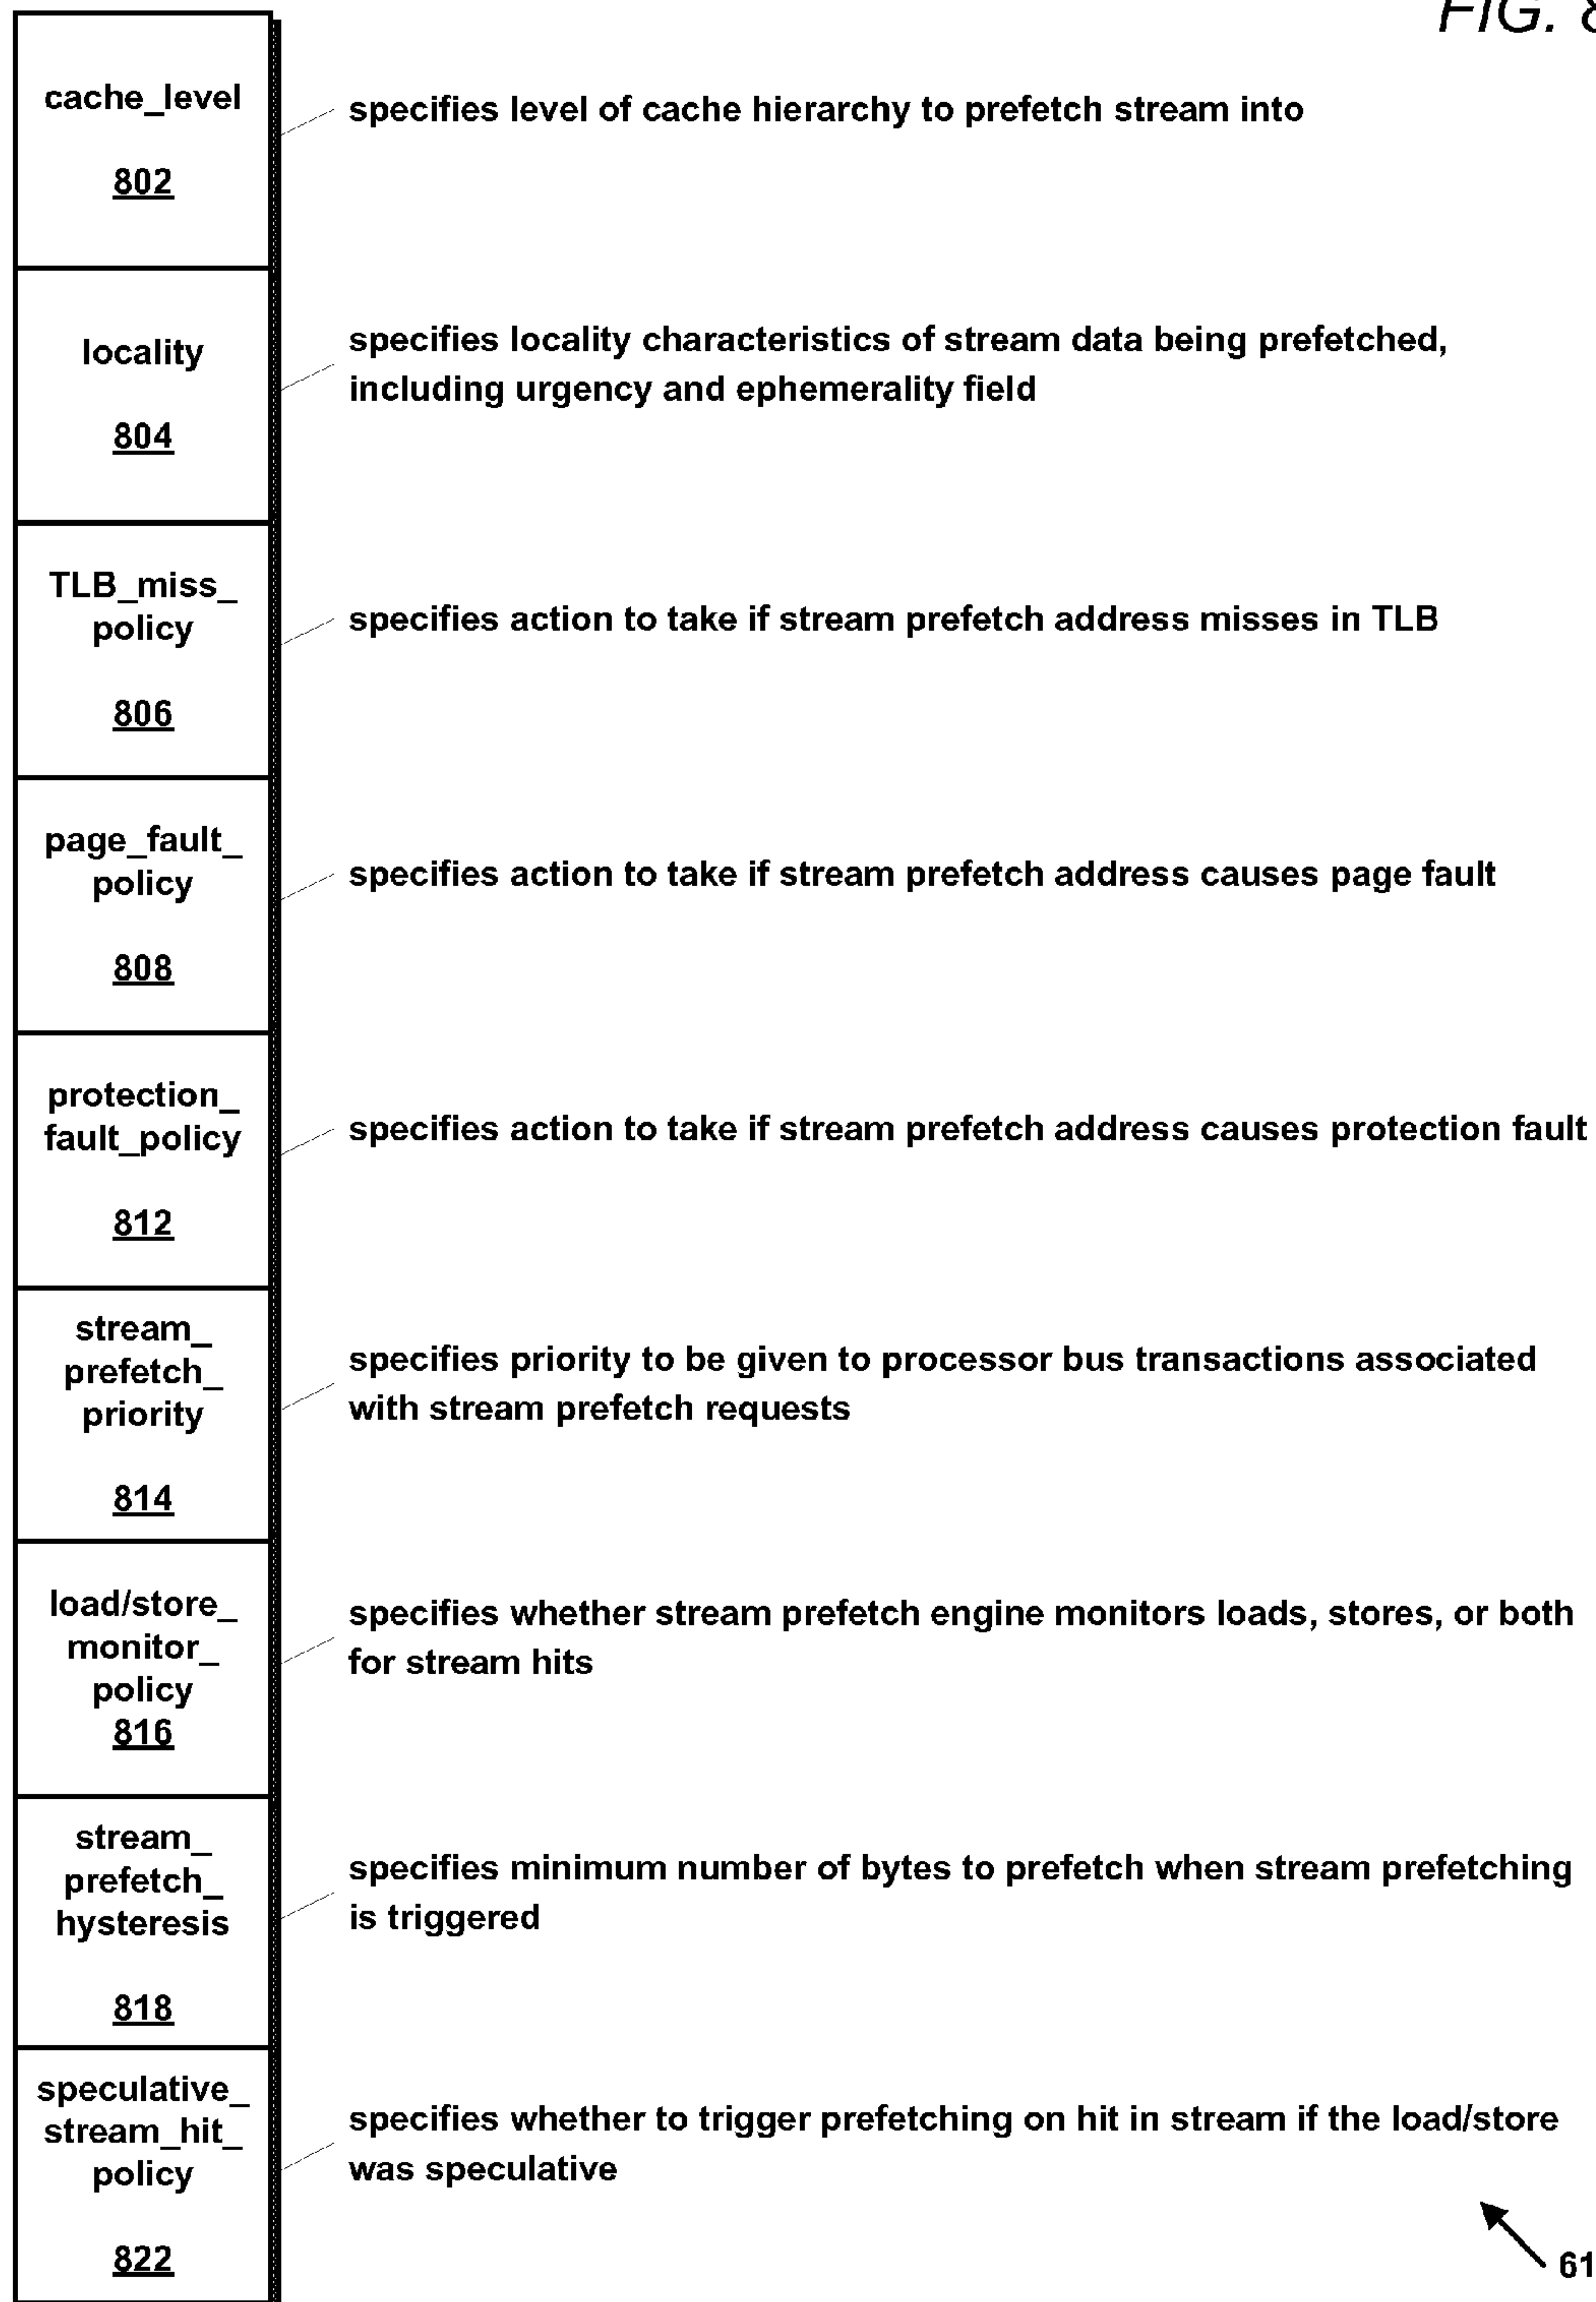 FIG. 8
cache_level
802
specifies level of cache hierarchy to prefetch stream into
locality
804
specifies locality characteristics of stream data being prefetched,
including urgency and ephemerality field
TLB_miss_
policy
806
specifies action to take if stream prefetch address misses in TLB
page_fault_
policy
808
specifies action to take if stream prefetch address causes page fault
protection_
fault_policy
812
specifies action to take if stream prefetch address causes protection fault
stream_
prefetch_
priority
814
specifies priority to be given to processor bus transactions associated
with stream prefetch requests
load/store_
monitor_
policy
816
specifies whether stream prefetch engine monitors loads, stores, or both
for stream hits
stream_
prefetch_
hysteresis
818
specifies minimum number of bytes to prefetch when stream prefetching
is triggered
speculative_
stream_hit_
policy
822
specifies whether to trigger prefetching on hit in stream if the load/store
was speculative
61